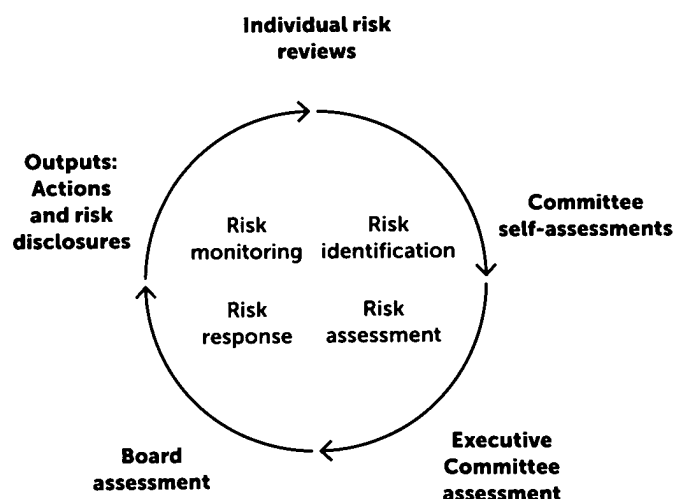 Individual risk
reviews
Outputs:
Actions
and risk
disclosures
Committee
self-assessments
Risk
monitoring
Risk
identification
Risk
response
Risk
assessment
Board
assessment
Executive
Committee
assessment